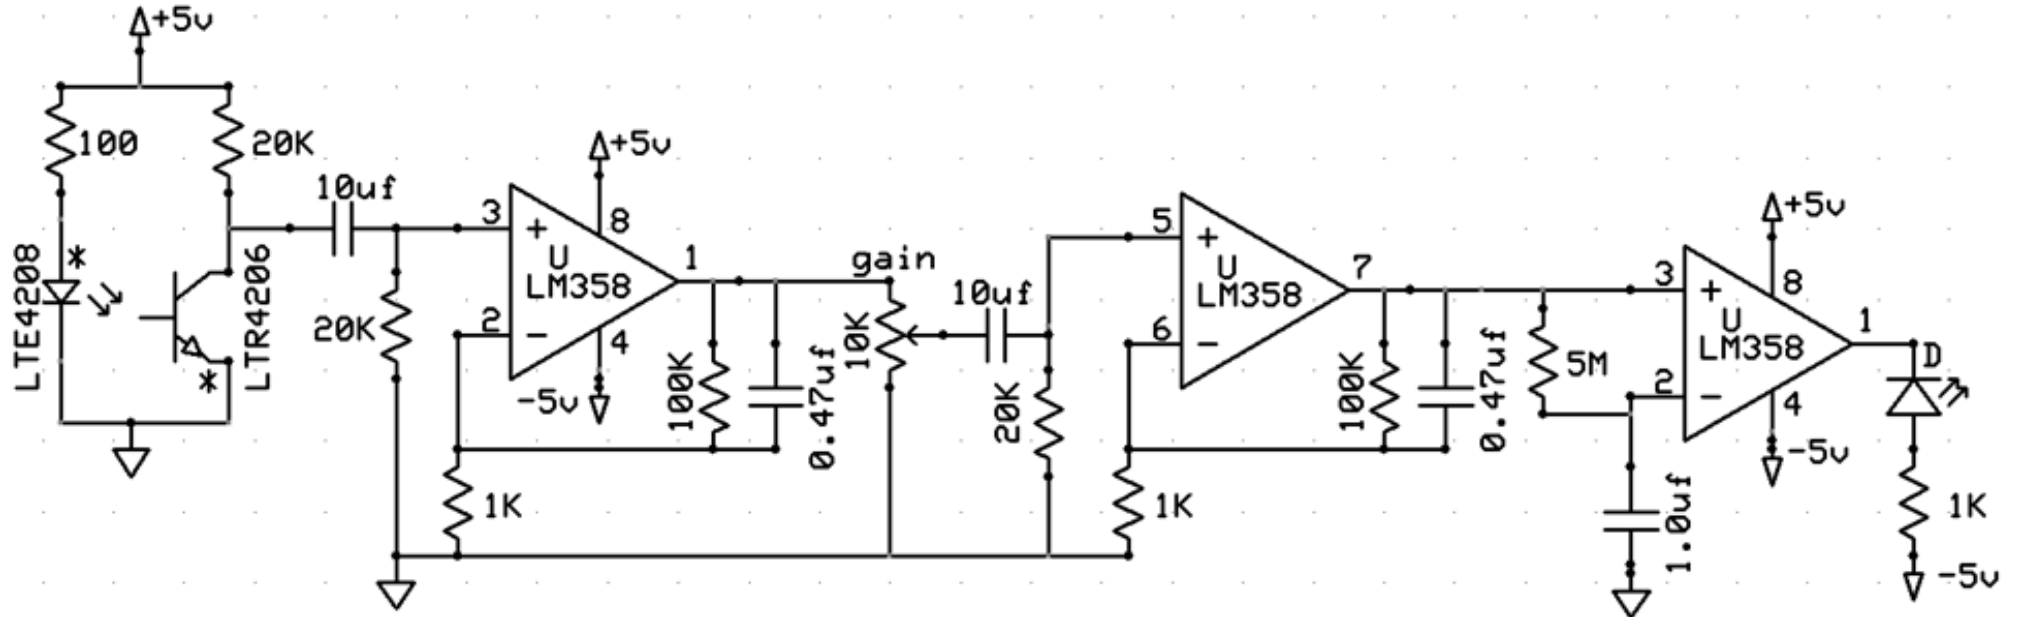 +5v
100
20K
LTE4208
*
*
LTR4206
10uf
20K
3
+
2
-
U
LM358
+5v
8
4
-5v
1
1K
100K
0.47uf
gain
10K
10uf
20K
5
+
6
-
U
LM358
7
1K
100K
0.47uf
5M
3
+
2
-
U
LM358
+5v
8
4
-5v
1
1.0uf
D
1K
-5v